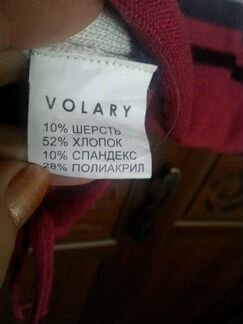 VOLARY
10% ШЕРСТЬ
52% ХЛОПОК
10% СПАНДЕКС
28% ПОЛИАКРИЛ